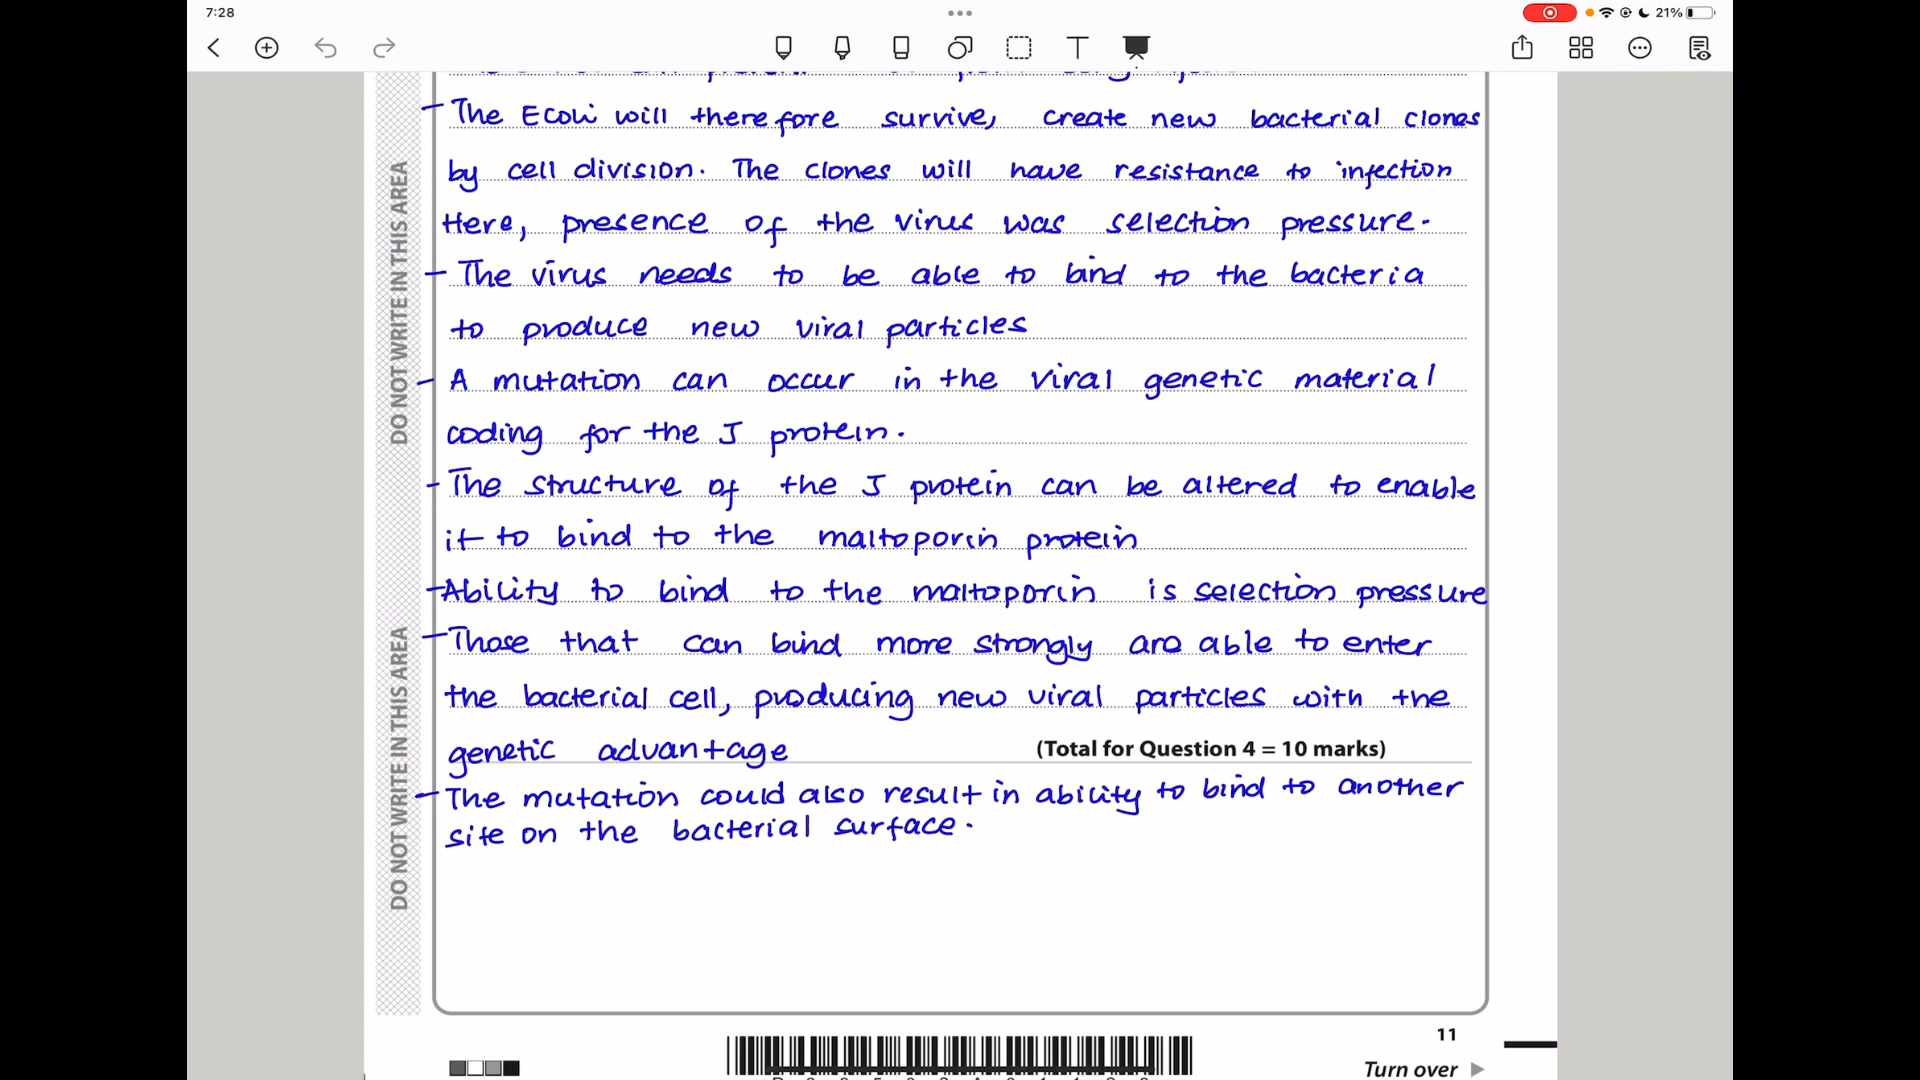 7:28
21%
- The Ecoli will therefore survive, create new bacterial clones
by cell division. The clones will have resistance to infection
Here, presence of the virus was selection pressure.
- The virus needs to be able to bind to the bacteria
to produce new viral particles
- A mutation can occur in the viral genetic material
coding for the J protein.
- The structure of the J protein can be altered to enable
it to bind to the maltoporin protein
- Ability to bind to the maltoporin is selection pressure
- Those that can bind more strongly are able to enter
the bacterial cell, producing new viral particles with the
genetic advantage
(Total for Question 4 = 10 marks)
- The mutation could also result in ability to bind to another
site on the bacterial surface.
DO NOT WRITE IN THIS AREA
DO NOT WRITE IN THIS AREA
11
Turn over